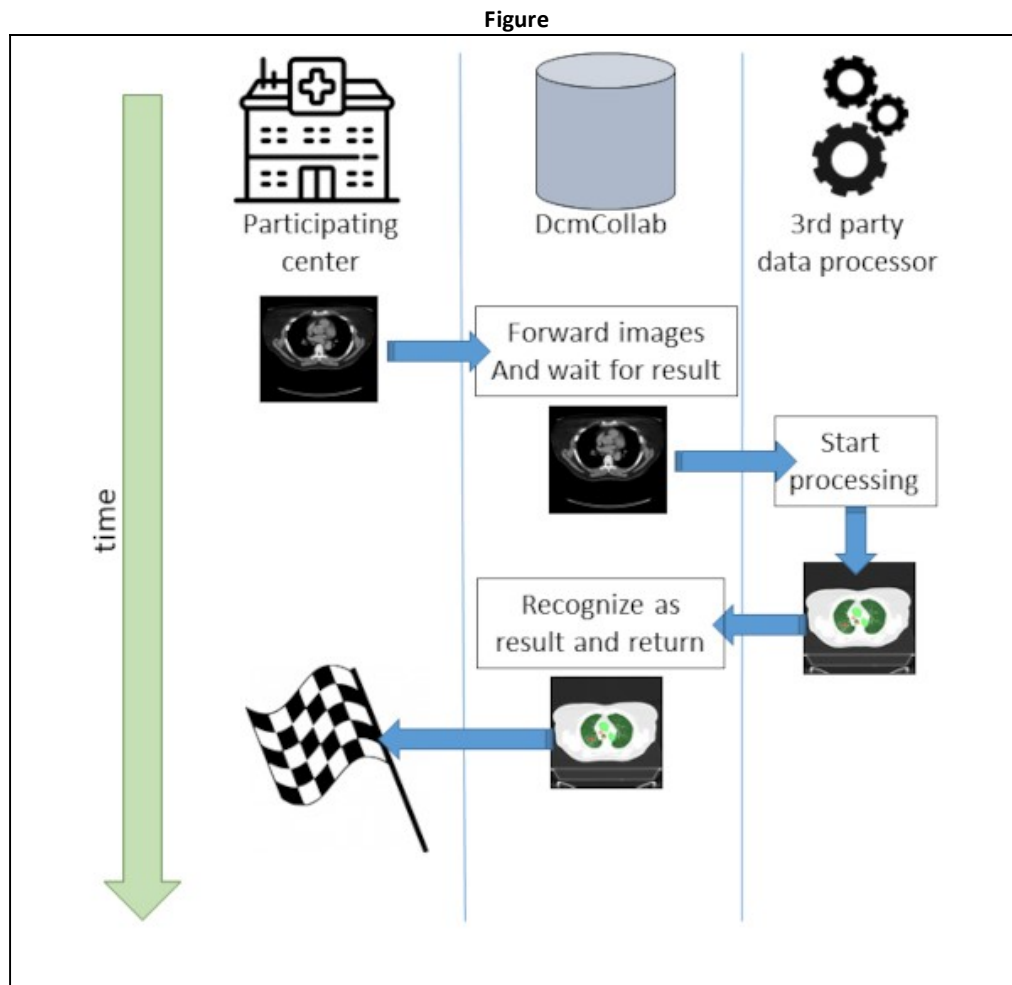 Figure
Participating
center
DcmCollab
3rd party
data processor
Forward images
And wait for result
Start
processing
time
Recognize as
result and return